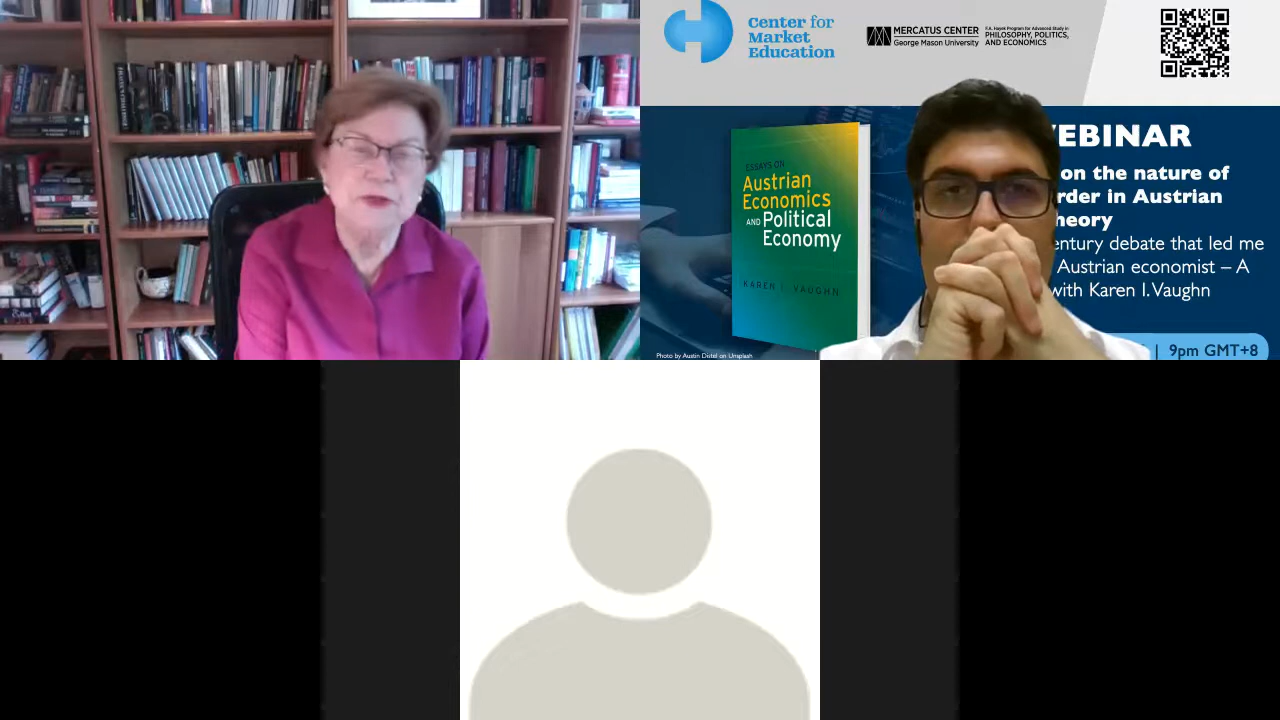 Center for
Market
Education
MERCATUS CENTER
George Mason University
F.A. Hayek Program for Advanced Study in
PHILOSOPHY, POLITICS,
AND ECONOMICS
EBINAR
on the nature of
rder in Austrian
heory
entury debate that led me
Austrian economist – A
with Karen I. Vaughn
| 9pm GMT+8
ESSAYS ON
Austrian
Economics
AND Political
Economy
KAREN I. VAUGHN
Photo by Austin Distel on Unsplash